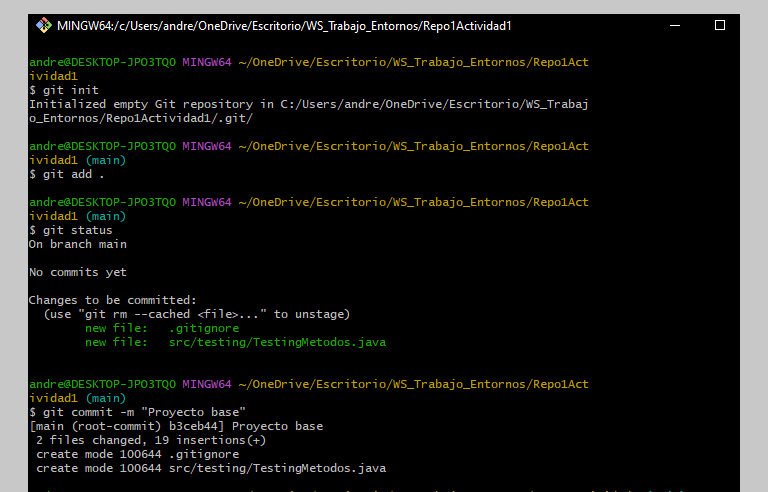 MINGW64:/c/Users/andre/OneDrive/Escritorio/WS_Trabajo_Entornos/Repo1Actividad1
andre@DESKTOP-JPO3TQO MINGW64 ~/OneDrive/Escritorio/WS_Trabajo_Entornos/Repo1Act
ividad1
$ git init
Initialized empty Git repository in C:/Users/andre/OneDrive/Escritorio/WS_Trabaj
o_Entornos/Repo1Actividad1/.git/
andre@DESKTOP-JPO3TQO MINGW64 ~/OneDrive/Escritorio/WS_Trabajo_Entornos/Repo1Act
ividad1 (main)
$ git add .
andre@DESKTOP-JPO3TQO MINGW64 ~/OneDrive/Escritorio/WS_Trabajo_Entornos/Repo1Act
ividad1 (main)
$ git status
On branch main
No commits yet
Changes to be committed:
  (use "git rm --cached <file>..." to unstage)
        new file:   .gitignore
        new file:   src/testing/TestingMetodos.java
andre@DESKTOP-JPO3TQO MINGW64 ~/OneDrive/Escritorio/WS_Trabajo_Entornos/Repo1Act
ividad1 (main)
$ git commit -m "Proyecto base"
[main (root-commit) b3ceb44] Proyecto base
 2 files changed, 19 insertions(+)
 create mode 100644 .gitignore
 create mode 100644 src/testing/TestingMetodos.java